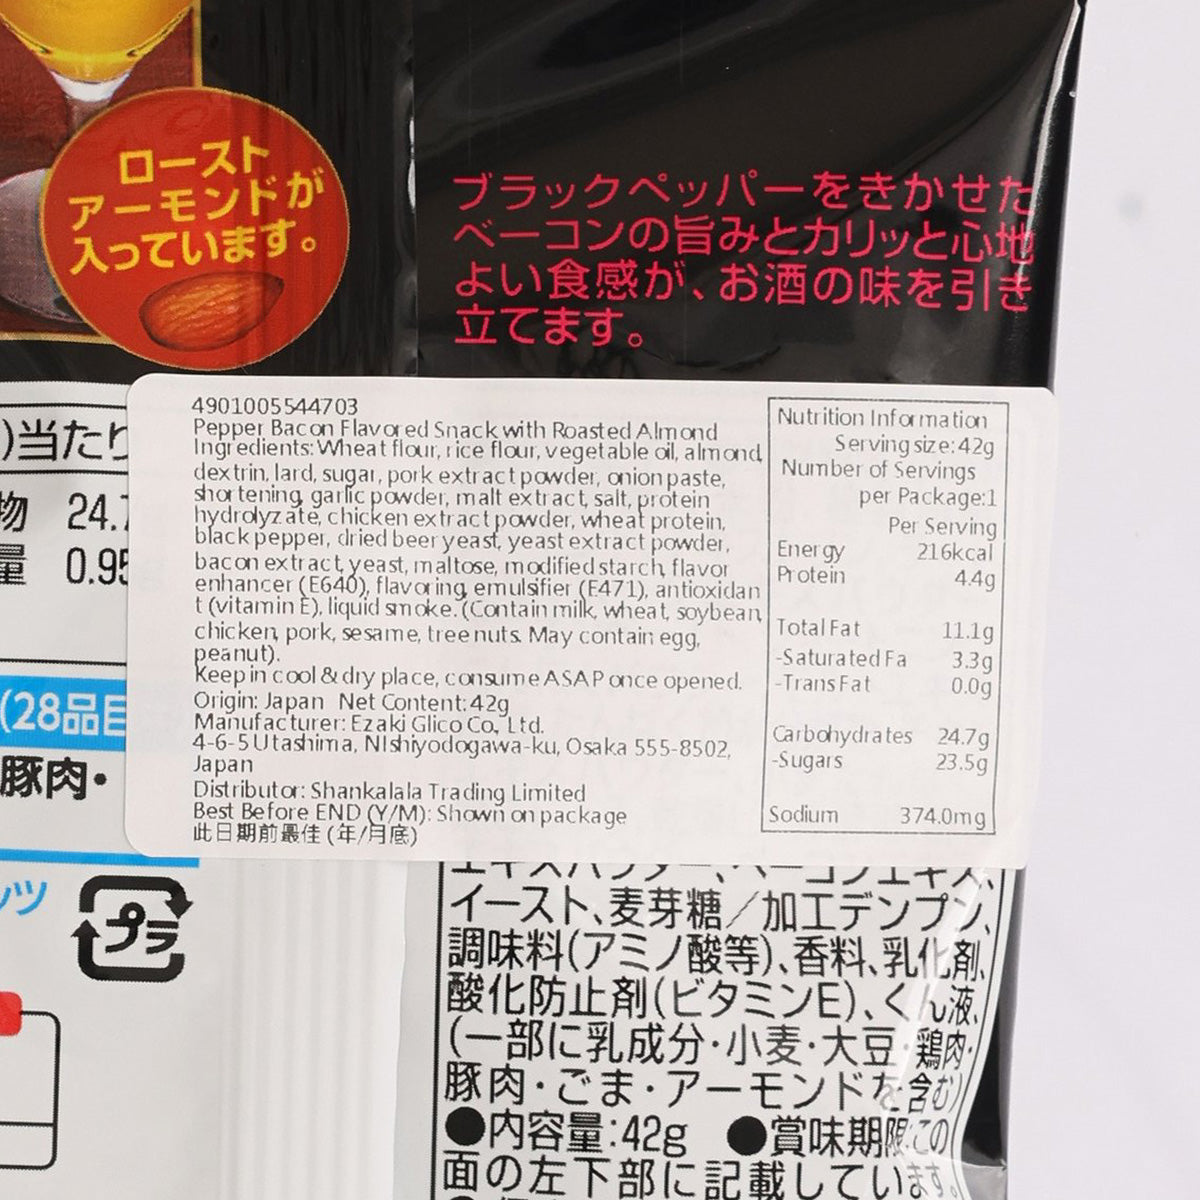 ロースト
アーモンドが
入っています。
ブラックペッパーをきかせた
ベーコンの旨みとカリッと心地
よい食感が、お酒の味を引き
立てます。
)当たり
物 24.7
量 0.95
(28品目
豚肉・
ッツ
プラ
4901005544703
Pepper Bacon Flavored Snack with Roasted Almond
Ingredients: Wheat flour, rice flour, vegetable oil, almond,
dextrin, lard, sugar, pork extract powder, onion paste,
shortening, garlic powder, malt extract, salt, protein
hydrolyzate, chicken extract powder, wheat protein,
black pepper, dried beer yeast, yeast extract powder,
bacon extract, yeast, maltose, modified starch, flavor
enhancer (E640), flavoring, emulsifier (E471), antioxidan
t (vitamin E), liquid smoke. (Contain milk, wheat, soybean,
chicken, pork, sesame, tree nuts. May contain egg,
peanut).
Keep in cool & dry place, consume ASAP once opened.
Origin: Japan Net Content: 42g
Manufacturer: Ezaki Glico Co., Ltd.
4-6-5 Utashima, NIshiyodogawa-ku, Osaka 555-8502,
Japan
Distributor: Shankalala Trading Limited
Best Before END (Y/M): Shown on package
此日期前最佳 (年/月底)
Nutrition Information
Serving size: 42g
Number of Servings
per Package:1
Per Serving
Energy 216kcal
Protein 4.4g
Total Fat 11.1g
-Saturated Fa 3.3g
-Trans Fat 0.0g
Carbohydrates 24.7g
-Sugars 23.5g
Sodium 374.0mg
エキスパウダー、ベーコンエキス、
イースト、麦芽糖／加工デンプン、
調味料(アミノ酸等)、香料、乳化剤、
酸化防止剤(ビタミンE)、くん液、
(一部に乳成分・小麦・大豆・鶏肉・
豚肉・ごま・アーモンドを含む)
●内容量:42g ●賞味期限:この
面の左下部に記載しています。